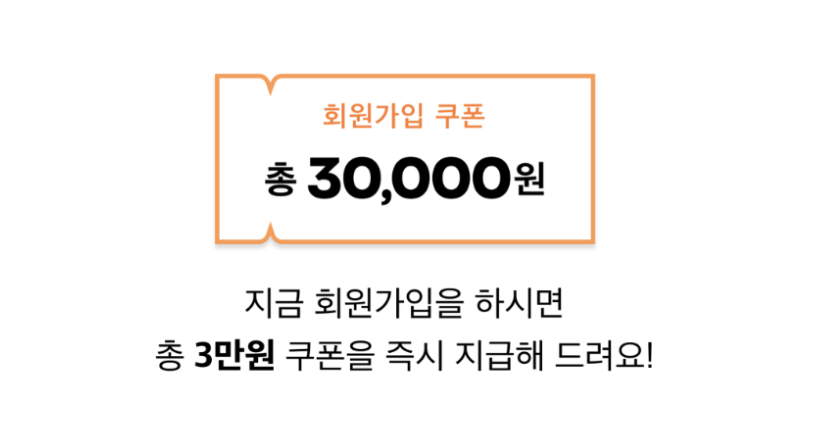 회원가입 쿠폰
총 30,000원
지금 회원가입을 하시면
총 3만원 쿠폰을 즉시 지급해 드려요!